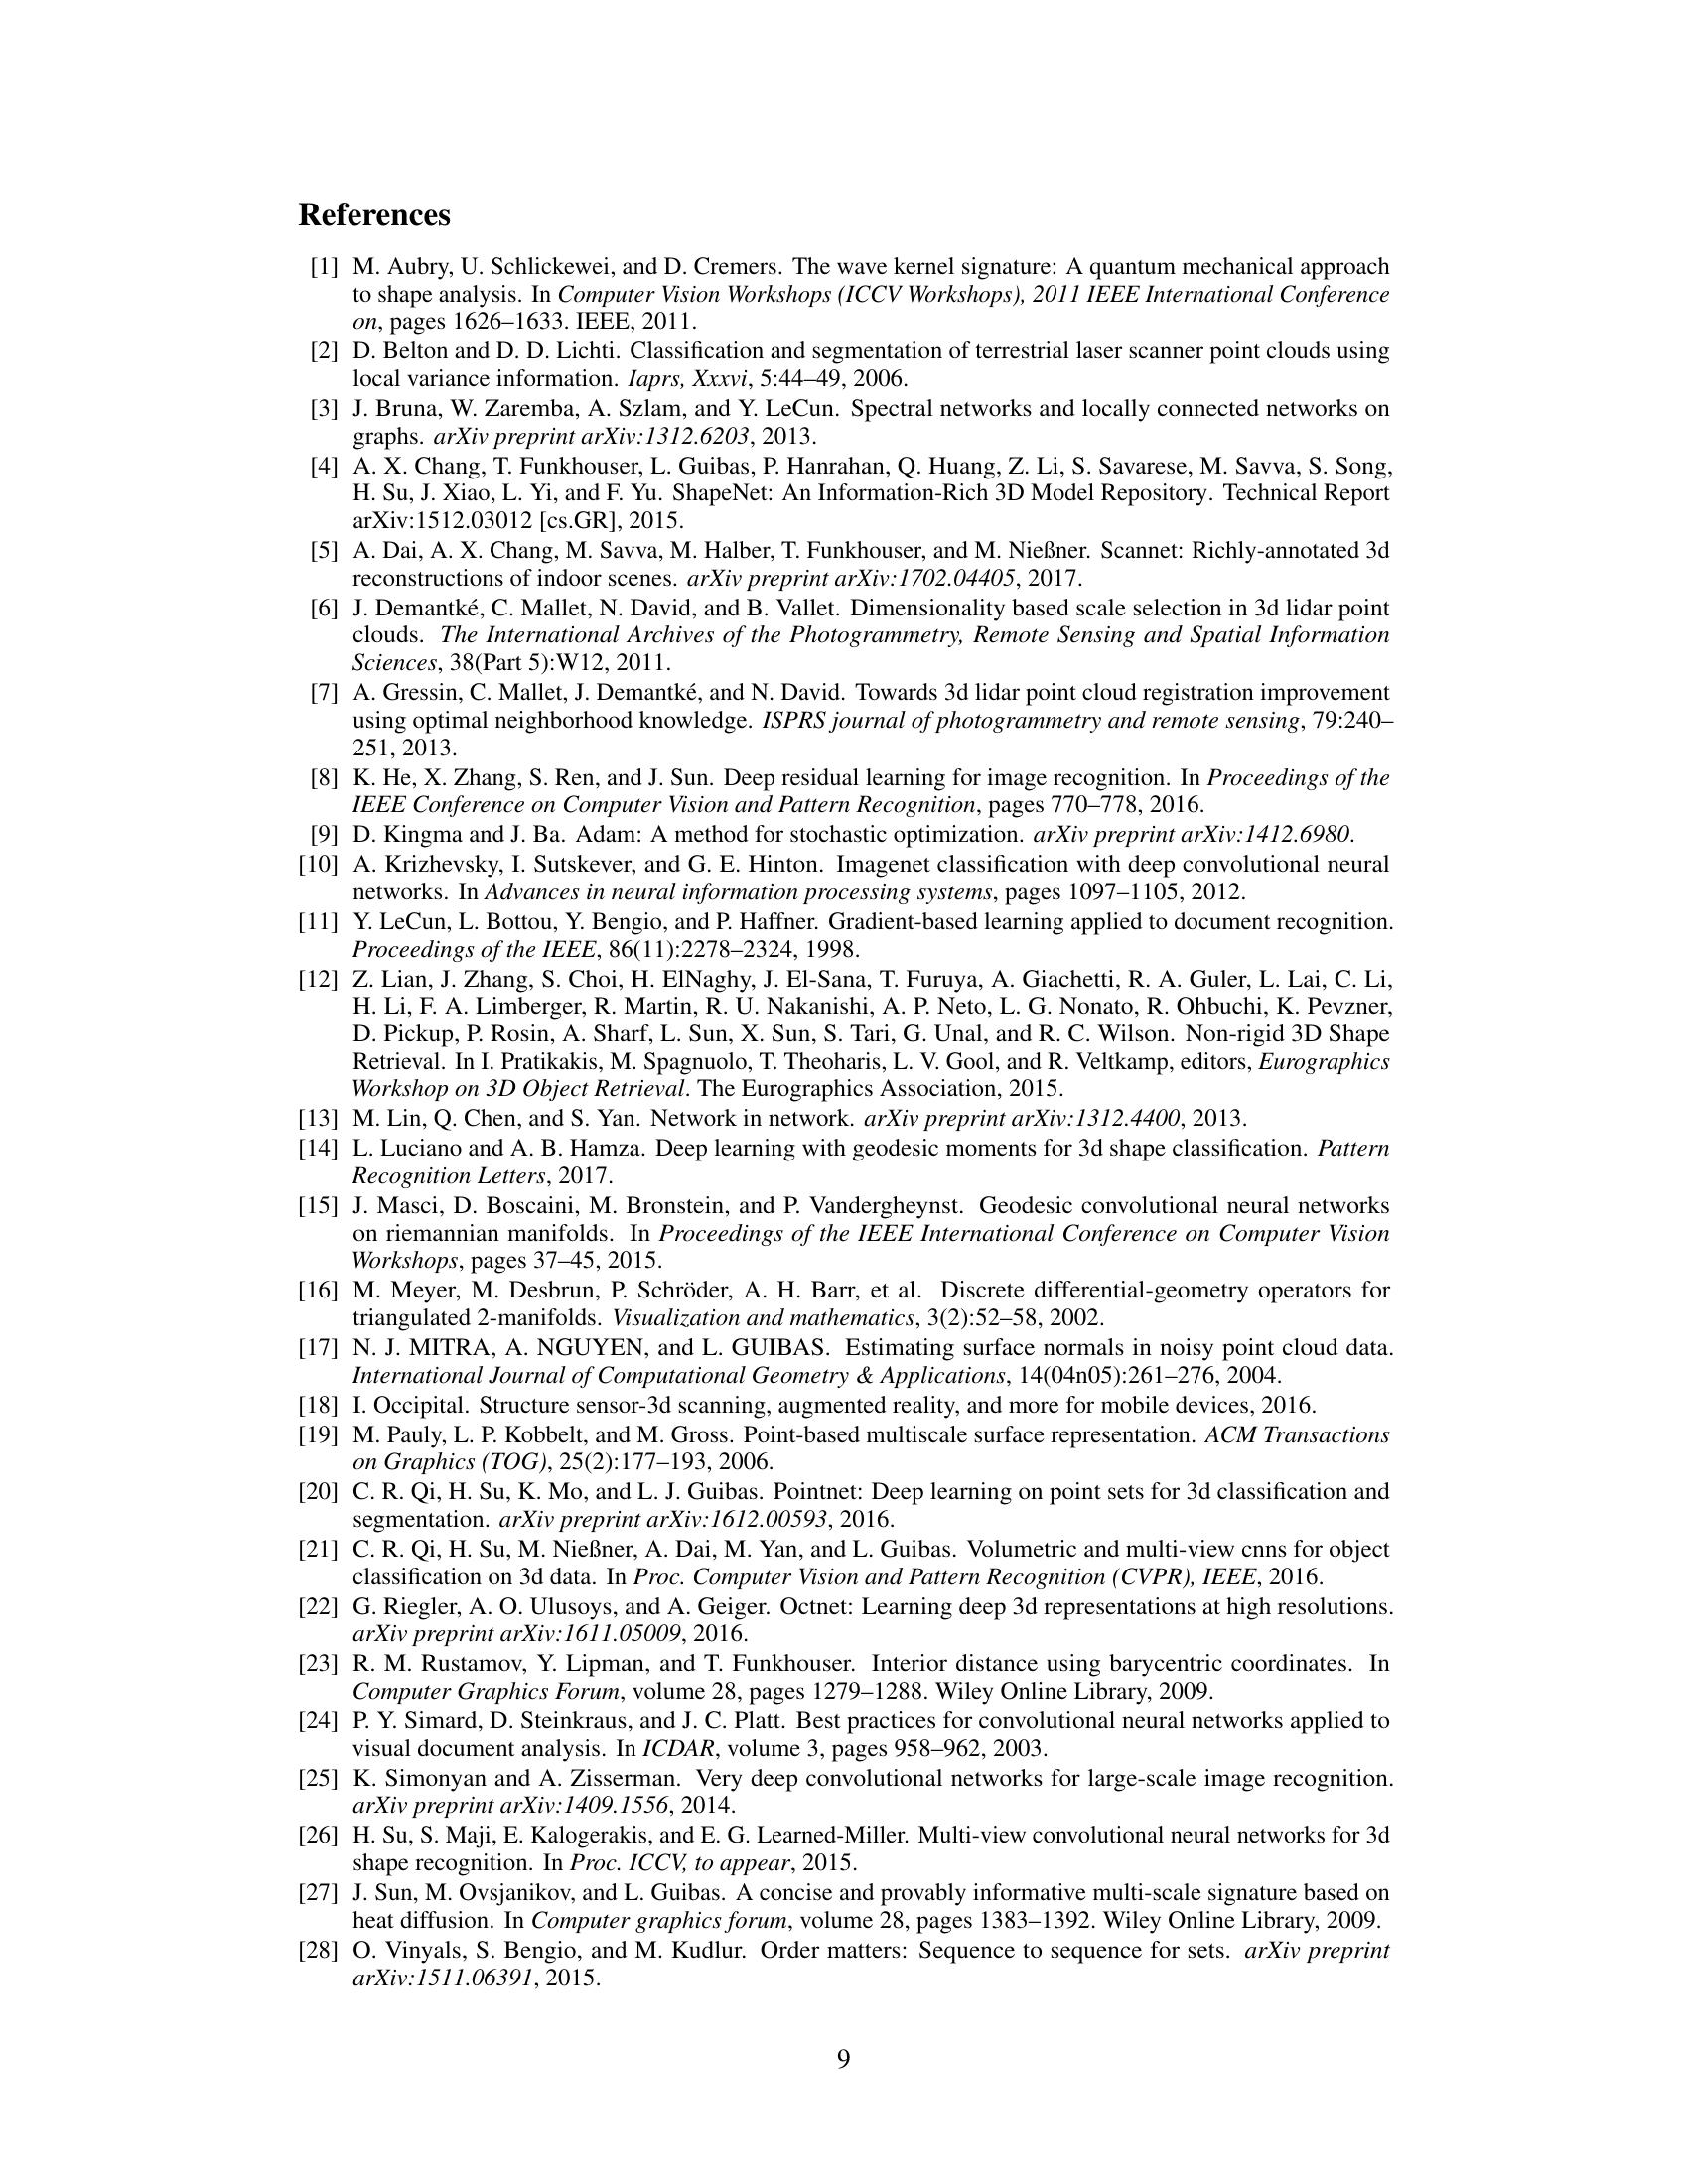 References
[1] M. Aubry, U. Schlickewei, and D. Cremers. The wave kernel signature: A quantum mechanical approach
to shape analysis. In Computer Vision Workshops (ICCV Workshops), 2011 IEEE International Conference
on, pages 1626–1633. IEEE, 2011.
[2] D. Belton and D. D. Lichti. Classification and segmentation of terrestrial laser scanner point clouds using
local variance information. Iaprs, Xxxvi, 5:44–49, 2006.
[3] J. Bruna, W. Zaremba, A. Szlam, and Y. LeCun. Spectral networks and locally connected networks on
graphs. arXiv preprint arXiv:1312.6203, 2013.
[4] A. X. Chang, T. Funkhouser, L. Guibas, P. Hanrahan, Q. Huang, Z. Li, S. Savarese, M. Savva, S. Song,
H. Su, J. Xiao, L. Yi, and F. Yu. ShapeNet: An Information-Rich 3D Model Repository. Technical Report
arXiv:1512.03012 [cs.GR], 2015.
[5] A. Dai, A. X. Chang, M. Savva, M. Halber, T. Funkhouser, and M. Nießner. Scannet: Richly-annotated 3d
reconstructions of indoor scenes. arXiv preprint arXiv:1702.04405, 2017.
[6] J. Demantké, C. Mallet, N. David, and B. Vallet. Dimensionality based scale selection in 3d lidar point
clouds. The International Archives of the Photogrammetry, Remote Sensing and Spatial Information
Sciences, 38(Part 5):W12, 2011.
[7] A. Gressin, C. Mallet, J. Demantké, and N. David. Towards 3d lidar point cloud registration improvement
using optimal neighborhood knowledge. ISPRS journal of photogrammetry and remote sensing, 79:240–
251, 2013.
[8] K. He, X. Zhang, S. Ren, and J. Sun. Deep residual learning for image recognition. In Proceedings of the
IEEE Conference on Computer Vision and Pattern Recognition, pages 770–778, 2016.
[9] D. Kingma and J. Ba. Adam: A method for stochastic optimization. arXiv preprint arXiv:1412.6980.
[10] A. Krizhevsky, I. Sutskever, and G. E. Hinton. Imagenet classification with deep convolutional neural
networks. In Advances in neural information processing systems, pages 1097–1105, 2012.
[11] Y. LeCun, L. Bottou, Y. Bengio, and P. Haffner. Gradient-based learning applied to document recognition.
Proceedings of the IEEE, 86(11):2278–2324, 1998.
[12] Z. Lian, J. Zhang, S. Choi, H. ElNaghy, J. El-Sana, T. Furuya, A. Giachetti, R. A. Guler, L. Lai, C. Li,
H. Li, F. A. Limberger, R. Martin, R. U. Nakanishi, A. P. Neto, L. G. Nonato, R. Ohbuchi, K. Pevzner,
D. Pickup, P. Rosin, A. Sharf, L. Sun, X. Sun, S. Tari, G. Unal, and R. C. Wilson. Non-rigid 3D Shape
Retrieval. In I. Pratikakis, M. Spagnuolo, T. Theoharis, L. V. Gool, and R. Veltkamp, editors, Eurographics
Workshop on 3D Object Retrieval. The Eurographics Association, 2015.
[13] M. Lin, Q. Chen, and S. Yan. Network in network. arXiv preprint arXiv:1312.4400, 2013.
[14] L. Luciano and A. B. Hamza. Deep learning with geodesic moments for 3d shape classification. Pattern
Recognition Letters, 2017.
[15] J. Masci, D. Boscaini, M. Bronstein, and P. Vandergheynst. Geodesic convolutional neural networks
on riemannian manifolds. In Proceedings of the IEEE International Conference on Computer Vision
Workshops, pages 37–45, 2015.
[16] M. Meyer, M. Desbrun, P. Schröder, A. H. Barr, et al. Discrete differential-geometry operators for
triangulated 2-manifolds. Visualization and mathematics, 3(2):52–58, 2002.
[17] N. J. MITRA, A. NGUYEN, and L. GUIBAS. Estimating surface normals in noisy point cloud data.
International Journal of Computational Geometry & Applications, 14(04n05):261–276, 2004.
[18] I. Occipital. Structure sensor-3d scanning, augmented reality, and more for mobile devices, 2016.
[19] M. Pauly, L. P. Kobbelt, and M. Gross. Point-based multiscale surface representation. ACM Transactions
on Graphics (TOG), 25(2):177–193, 2006.
[20] C. R. Qi, H. Su, K. Mo, and L. J. Guibas. Pointnet: Deep learning on point sets for 3d classification and
segmentation. arXiv preprint arXiv:1612.00593, 2016.
[21] C. R. Qi, H. Su, M. Nießner, A. Dai, M. Yan, and L. Guibas. Volumetric and multi-view cnns for object
classification on 3d data. In Proc. Computer Vision and Pattern Recognition (CVPR), IEEE, 2016.
[22] G. Riegler, A. O. Ulusoys, and A. Geiger. Octnet: Learning deep 3d representations at high resolutions.
arXiv preprint arXiv:1611.05009, 2016.
[23] R. M. Rustamov, Y. Lipman, and T. Funkhouser. Interior distance using barycentric coordinates. In
Computer Graphics Forum, volume 28, pages 1279–1288. Wiley Online Library, 2009.
[24] P. Y. Simard, D. Steinkraus, and J. C. Platt. Best practices for convolutional neural networks applied to
visual document analysis. In ICDAR, volume 3, pages 958–962, 2003.
[25] K. Simonyan and A. Zisserman. Very deep convolutional networks for large-scale image recognition.
arXiv preprint arXiv:1409.1556, 2014.
[26] H. Su, S. Maji, E. Kalogerakis, and E. G. Learned-Miller. Multi-view convolutional neural networks for 3d
shape recognition. In Proc. ICCV, to appear, 2015.
[27] J. Sun, M. Ovsjanikov, and L. Guibas. A concise and provably informative multi-scale signature based on
heat diffusion. In Computer graphics forum, volume 28, pages 1383–1392. Wiley Online Library, 2009.
[28] O. Vinyals, S. Bengio, and M. Kudlur. Order matters: Sequence to sequence for sets. arXiv preprint
arXiv:1511.06391, 2015.
9